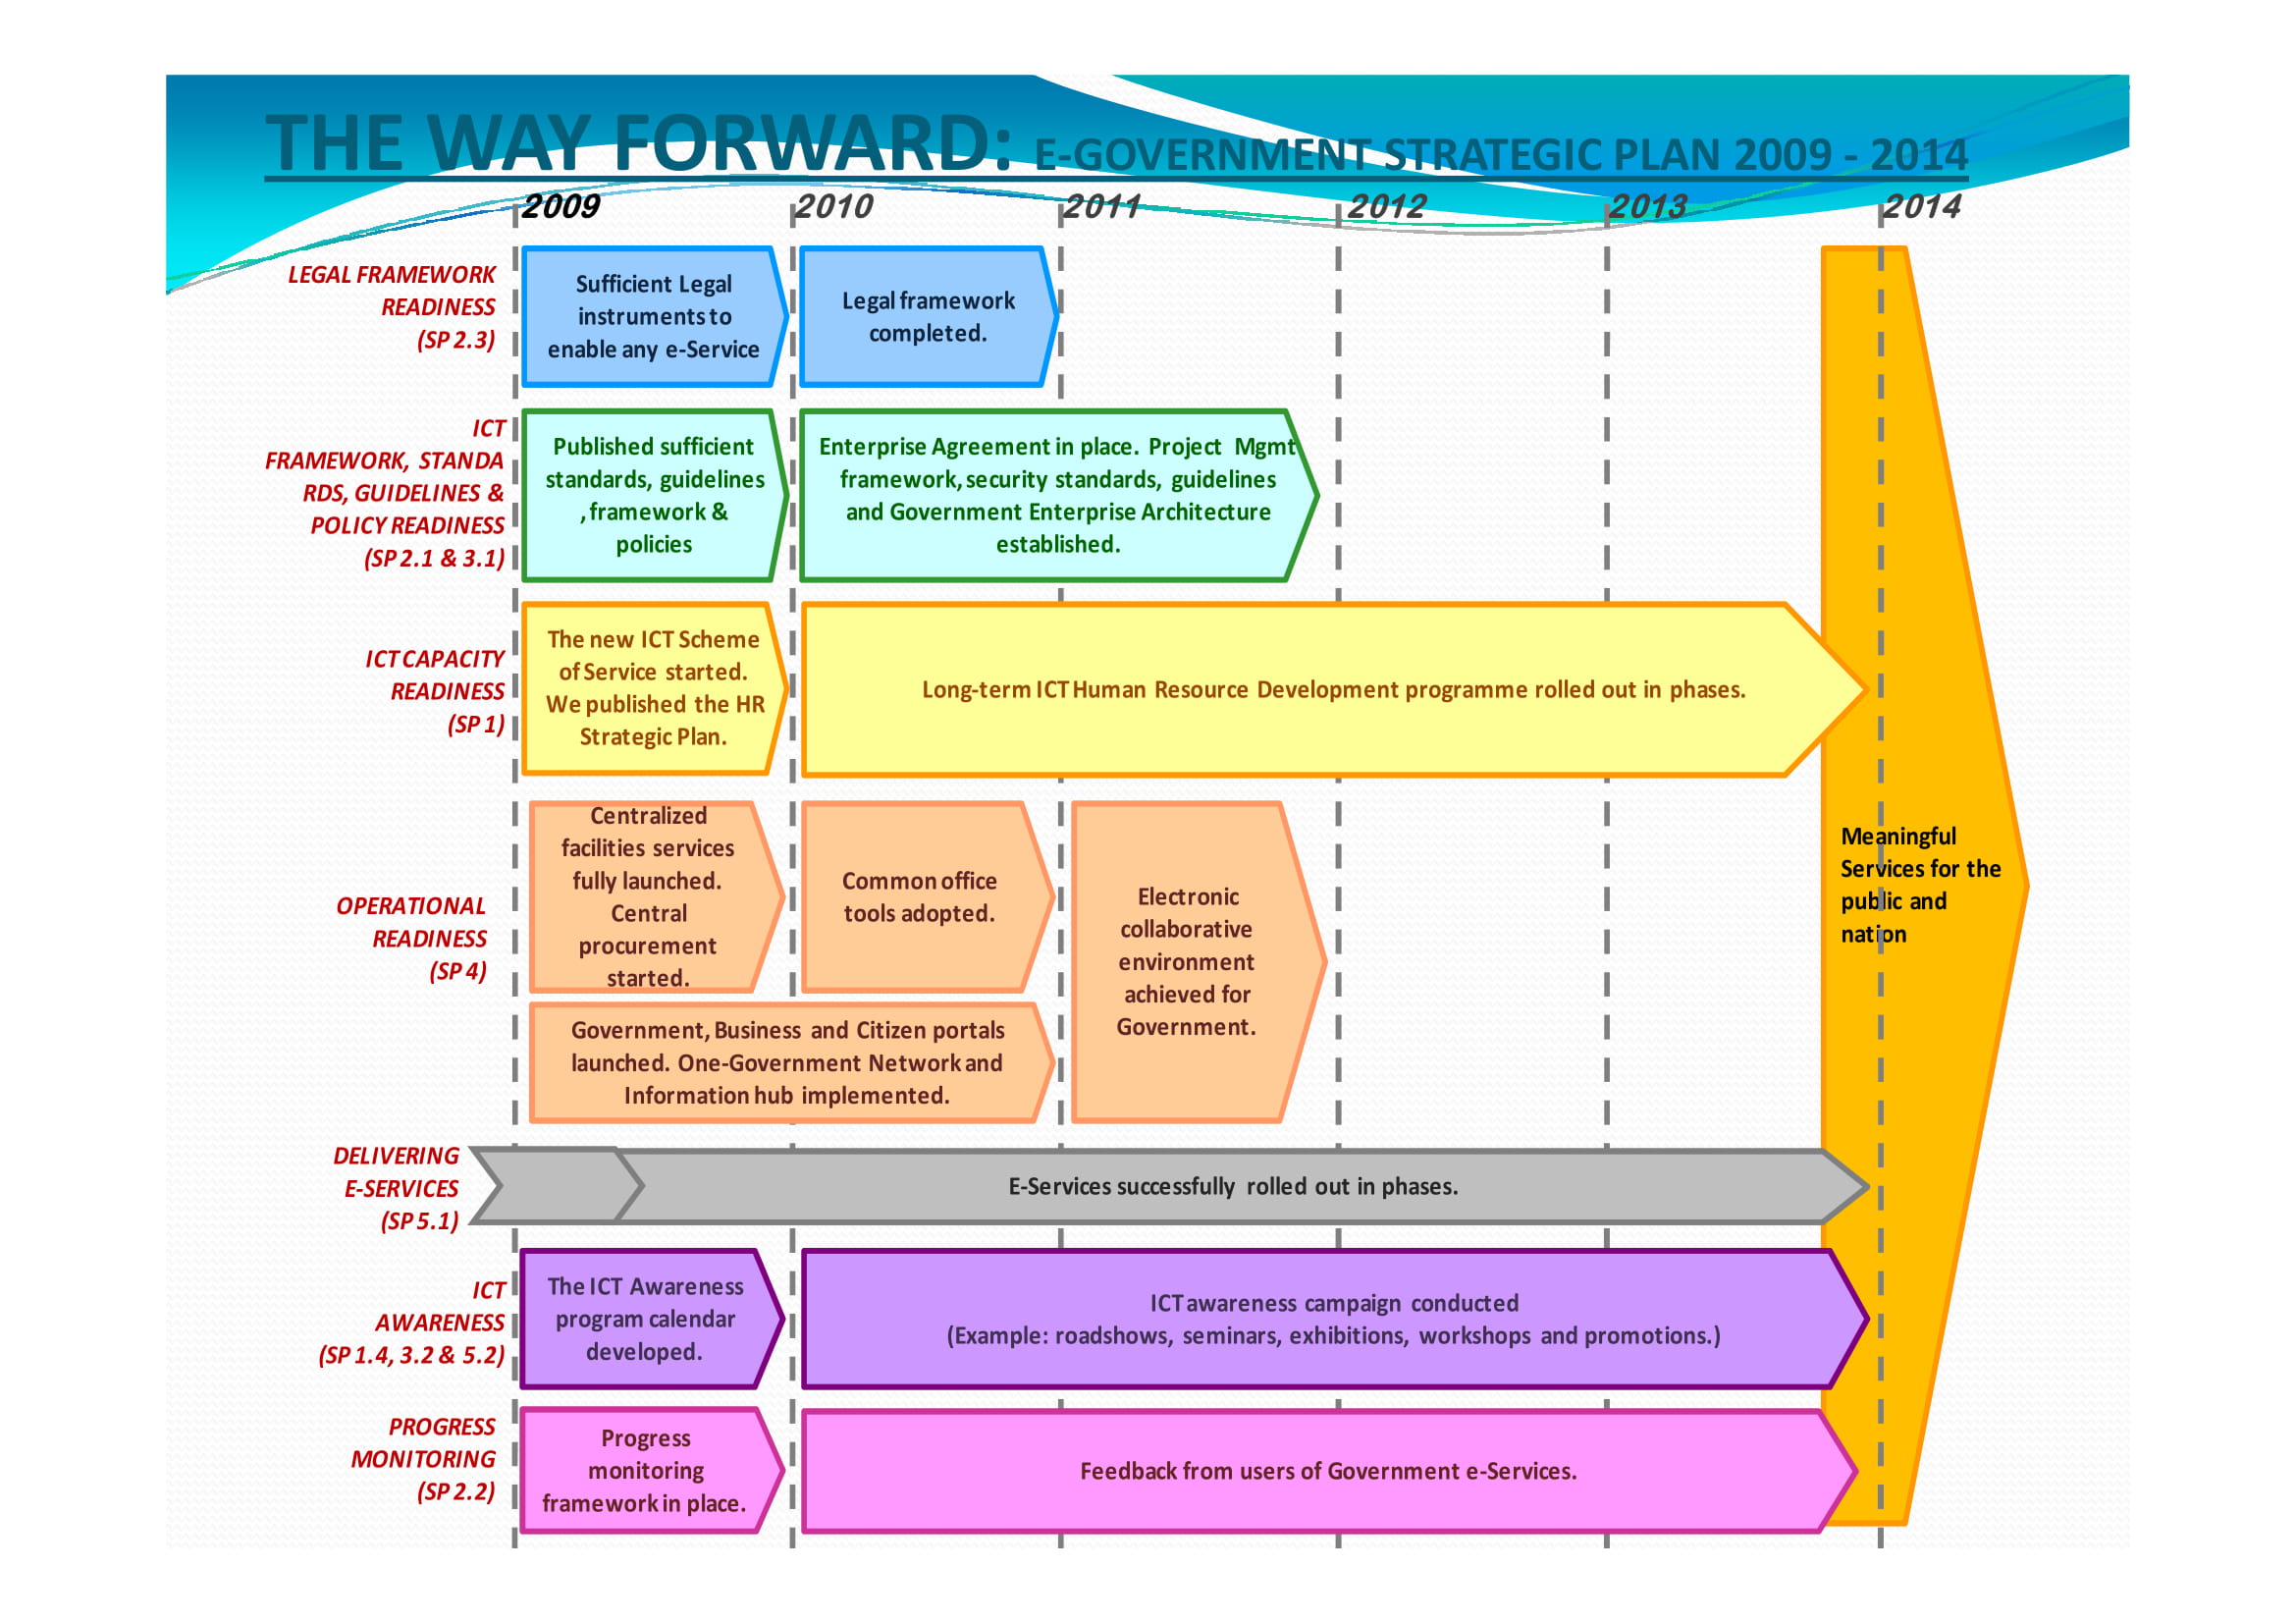 THE WAY FORWARD: E-GOVERNMENT STRATEGIC PLAN 2009 - 2014
2009
2010
2011
2012
2013
2014
LEGAL FRAMEWORK
READINESS
(SP 2.3)
Sufficient Legal
instruments to
enable any e-Service
Legal framework
completed.
ICT
FRAMEWORK, STANDA
RDS, GUIDELINES &
POLICY READINESS
(SP 2.1 & 3.1)
Published sufficient
standards, guidelines
, framework &
policies
Enterprise Agreement in place. Project Mgmt
framework, security standards, guidelines
and Government Enterprise Architecture
established.
ICT CAPACITY
READINESS
(SP 1)
The new ICT Scheme
of Service started.
We published the HR
Strategic Plan.
Long-term ICT Human Resource Development programme rolled out in phases.
OPERATIONAL
READINESS
(SP 4)
Centralized
facilities services
fully launched.
Central
procurement
started.
Common office
tools adopted.
Electronic
collaborative
environment
achieved for
Government.
Government, Business and Citizen portals
launched. One-Government Network and
Information hub implemented.
Meaningful
Services for the
public and
nation
DELIVERING
E-SERVICES
(SP 5.1)
E-Services successfully rolled out in phases.
ICT
AWARENESS
(SP 1.4, 3.2 & 5.2)
The ICT Awareness
program calendar
developed.
ICT awareness campaign conducted
(Example: roadshows, seminars, exhibitions, workshops and promotions.)
PROGRESS
MONITORING
(SP 2.2)
Progress
monitoring
framework in place.
Feedback from users of Government e-Services.